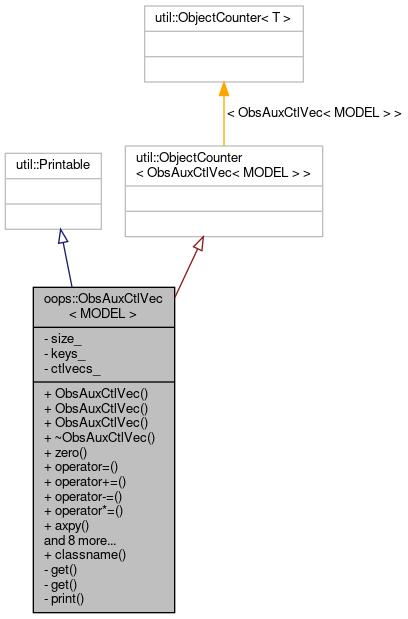 util::ObjectCounter< T >
< ObsAuxCtlVec< MODEL > >
util::Printable
util::ObjectCounter
< ObsAuxCtlVec< MODEL > >
oops::ObsAuxCtlVec
< MODEL >
- size_
- keys_
- ctlvecs_
+ ObsAuxCtlVec()
+ ObsAuxCtlVec()
+ ObsAuxCtlVec()
+ ~ObsAuxCtlVec()
+ zero()
+ operator=()
+ operator+=()
+ operator-=()
+ operator*=()
+ axpy()
and 8 more...
+ classname()
- get()
- get()
- print()